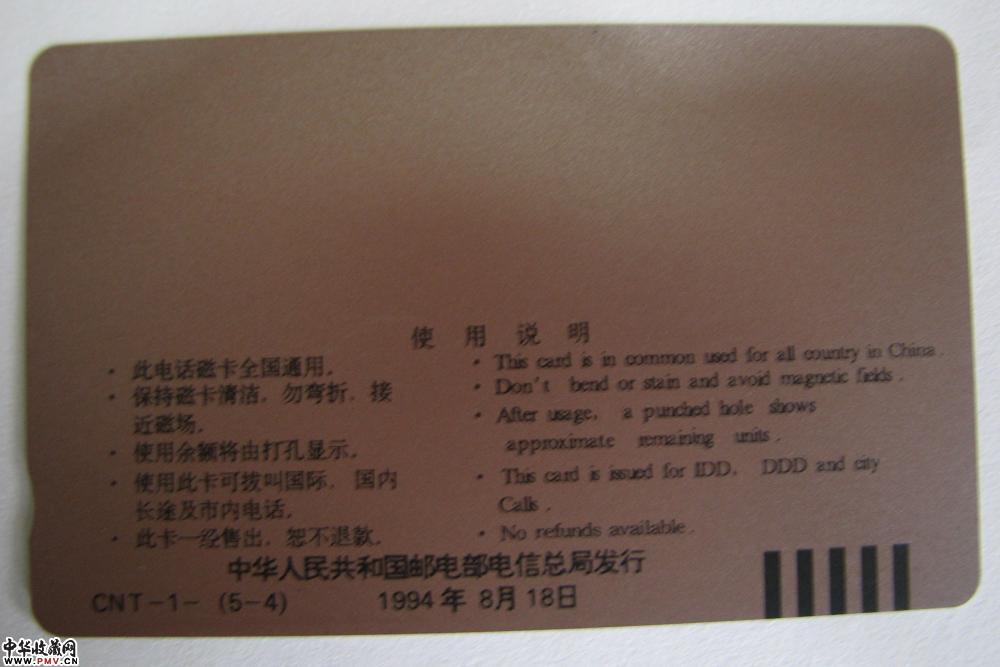 使 用 说 明
· 此电话磁卡全国通用.
· 保持磁卡清洁, 勿弯折, 接
近磁场.
· 使用余额将由打孔显示.
· 使用此卡可拨叫国际, 国内
长途及市内电话.
· 此卡一经售出, 恕不退款.
· This card is in common used for all country in China.
· Don't bend or stain and avoid magnetic fields.
· After usage, a punched hole shows
approximate remaining units.
· This card is issued for IDD, DDD and city
Calls.
· No refunds available.
中华人民共和国邮电部电信总局发行
CNT-1- (5-4) 1994年 8月 18日
中华收藏网
www.PMV.CN